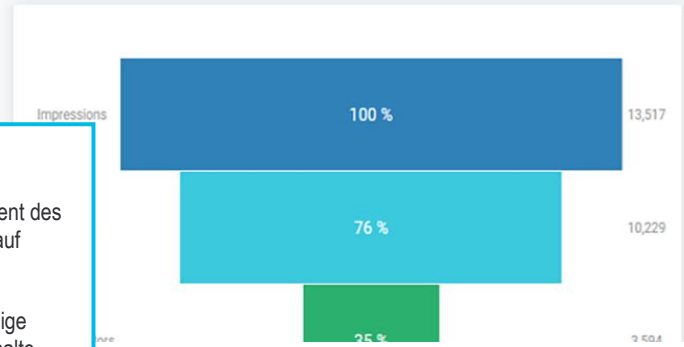 Impressions 100 % 13,517
ent des
auf
76 % 10,229
ige
35 % 3,594